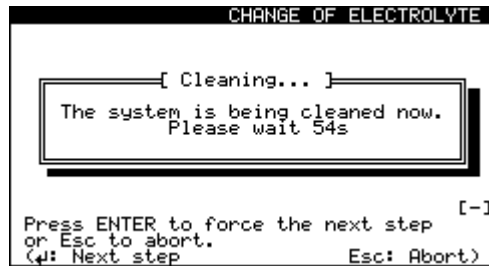 CHANGE OF ELECTROLYTE
[ Cleaning... ]
The system is being cleaned now.
Please wait 54s
[-]
Press ENTER to force the next step
or Esc to abort.
(↵: Next step Esc: Abort)